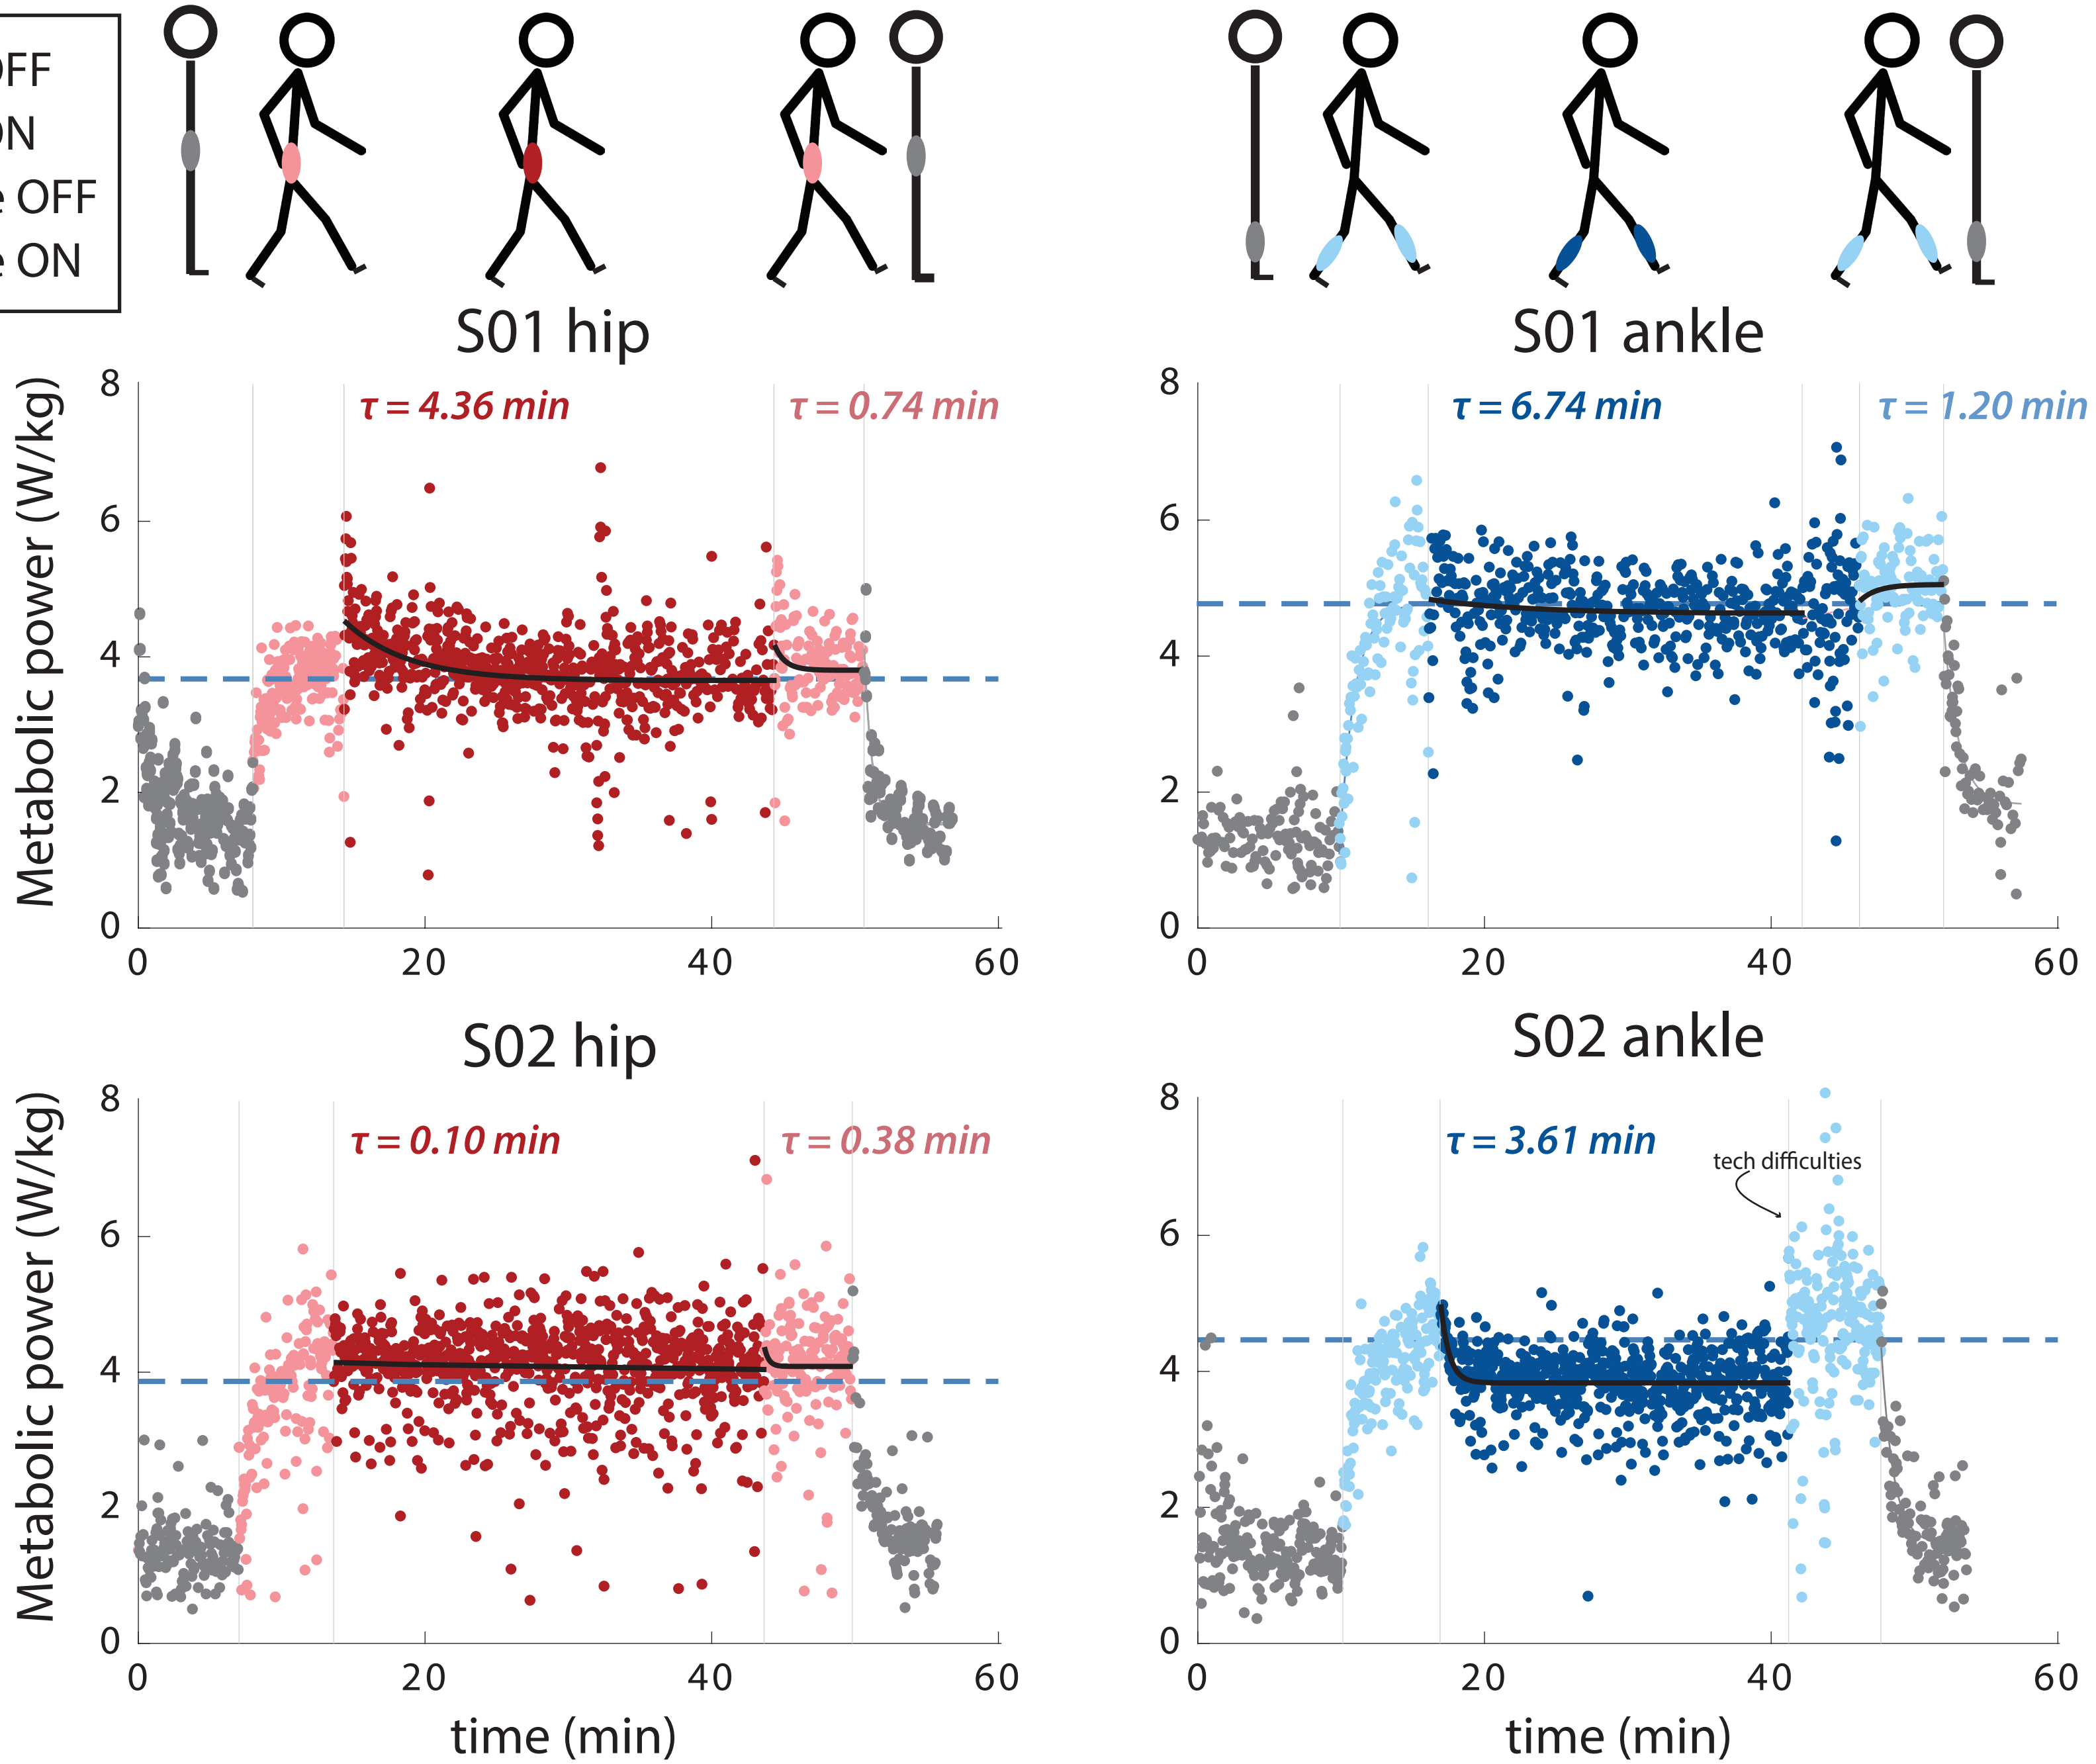 OFF
ON
e OFF
e ON
S01 hip
S01 ankle
Metabolic power (W/kg)
8
6
4
2
0
τ = 4.36 min
τ = 0.74 min
0
20
40
60
8
6
4
2
0
τ = 6.74 min
τ = 1.20 min
0
20
40
60
S02 hip
S02 ankle
Metabolic power (W/kg)
8
6
4
2
0
τ = 0.10 min
τ = 0.38 min
0
20
40
60
time (min)
8
6
4
2
0
τ = 3.61 min
tech difficulties
0
20
40
60
time (min)